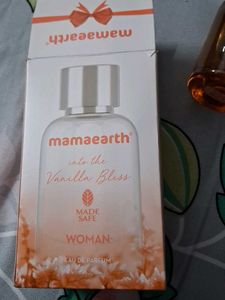 mamaearth®
mamaearth®
into the
Vanilla Bliss
MADE
SAFE
WOMAN
EAU DE PARFUM